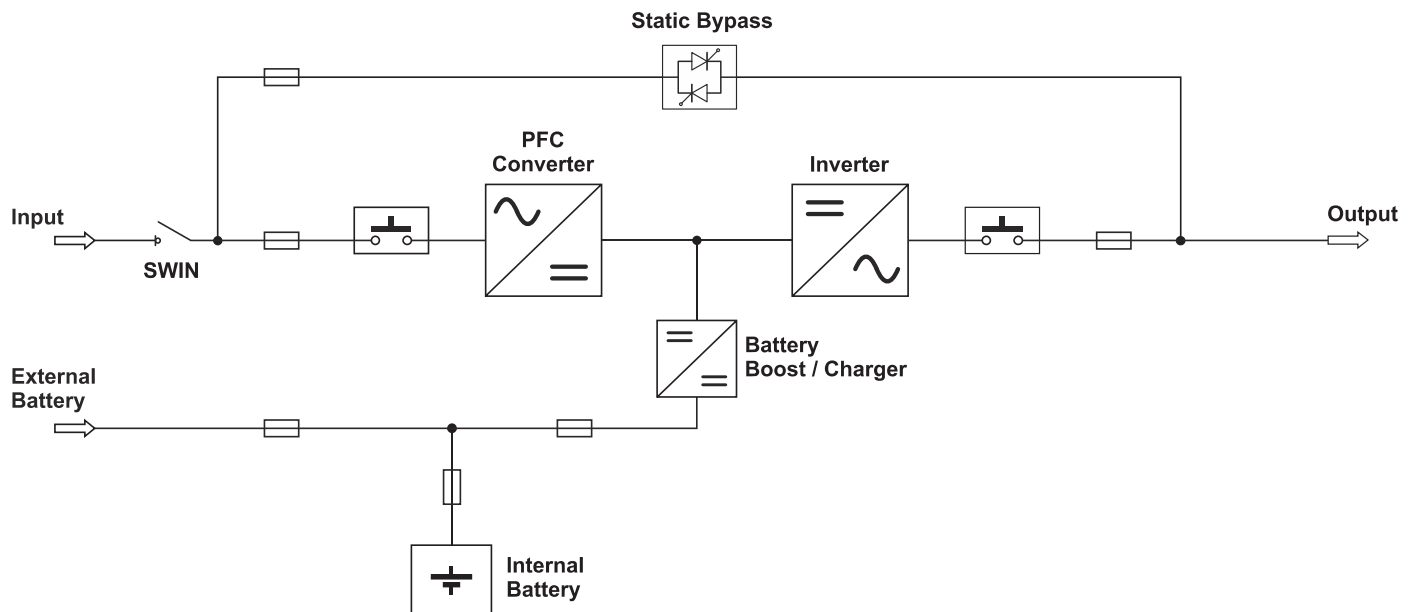 Static Bypass
PFC
Converter
Inverter
Input
Output
SWIN
Battery
Boost / Charger
External
Battery
Internal
Battery